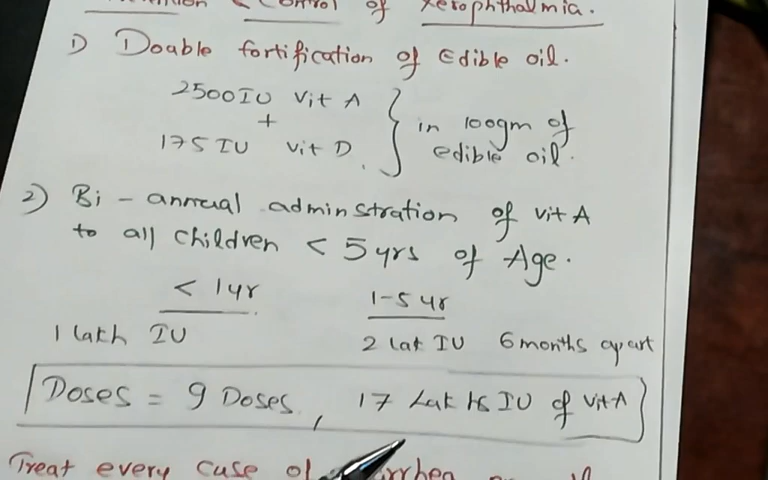 Control of Xerophthalmia.
1) Double fortification of Edible oil.
2500IU Vit A
+
175 IU Vit D.
in 100gm of
edible oil.
2) Bi-annual adminstration of vit A
to all children < 5yrs of Age.
< 1yr
1-5 yr
1 lakh IU
2 lak IU 6 months apart
Doses = 9 Doses, 17 Lakhs IU of Vit A
Treat every case of